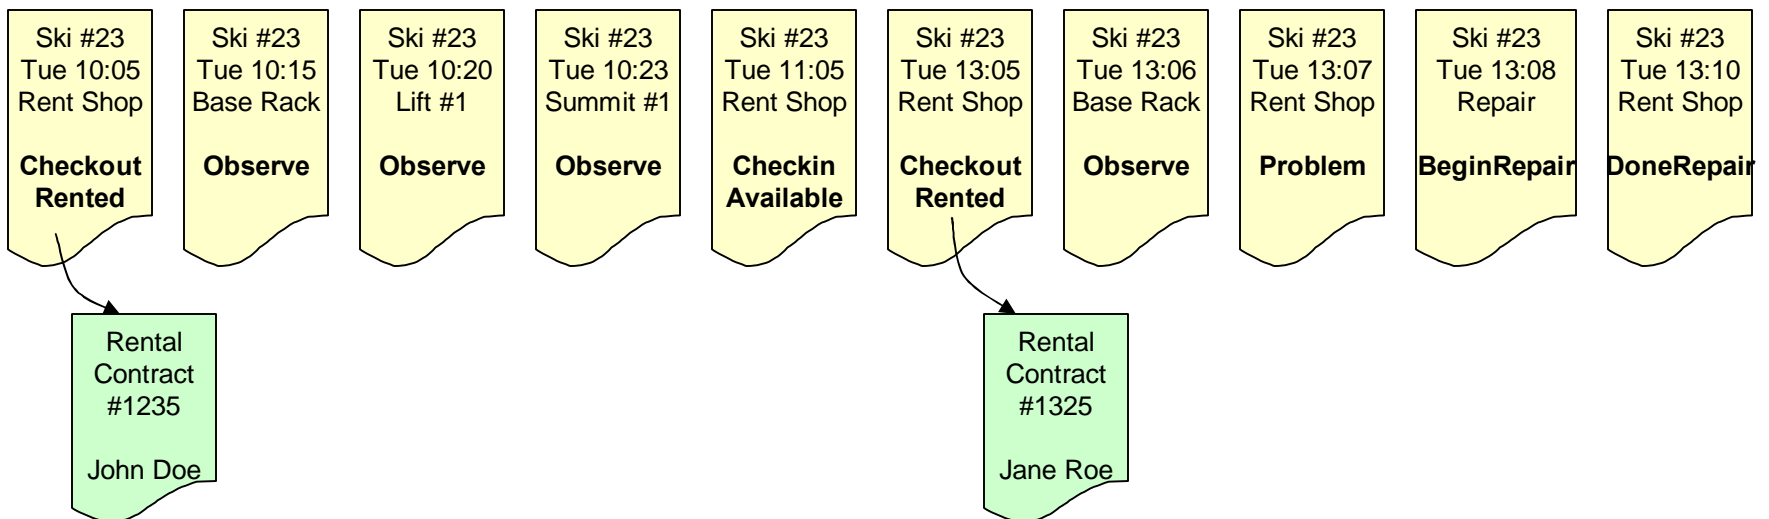 Ski #23
Tue 10:05
Rent Shop
Checkout
Rented
Ski #23
Tue 10:15
Base Rack
Observe
Ski #23
Tue 10:20
Lift #1
Observe
Ski #23
Tue 10:23
Summit #1
Observe
Ski #23
Tue 11:05
Rent Shop
Checkin
Available
Ski #23
Tue 13:05
Rent Shop
Checkout
Rented
Ski #23
Tue 13:06
Base Rack
Observe
Ski #23
Tue 13:07
Rent Shop
Problem
Ski #23
Tue 13:08
Repair
BeginRepair
Ski #23
Tue 13:10
Rent Shop
DoneRepair
Rental
Contract
#1235
John Doe
Rental
Contract
#1325
Jane Roe